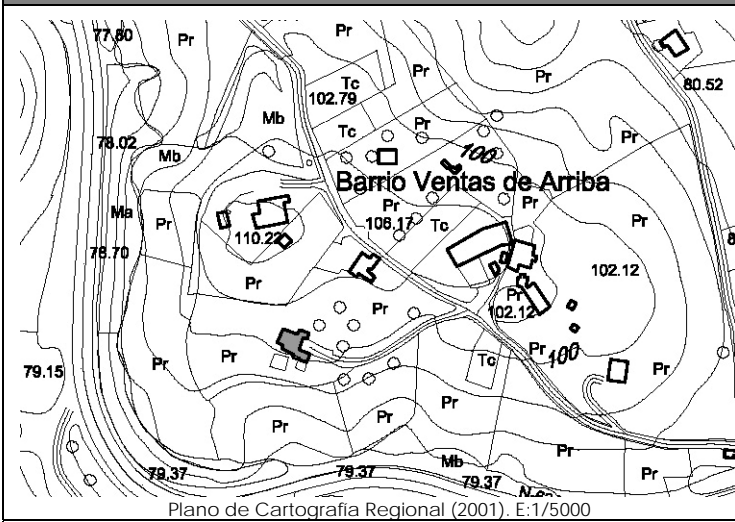 77.80
Pr
Pr
Tc
102.79
Pr
80.52
Mb
Tc
Pr
Pr
78.02
Mb
100
Barrio Ventas de Arriba
Ma
Pr
Pr
106.17
Tc
Pr
Pr
78.70
110.22
102.12
Pr
Pr
Pr
102.12
79.15
Pr
Pr
Tc
Pr
100
Pr
Pr
Pr
Pr
Mb
Pr
Pr
79.37
79.37
79.37
Plano de Cartografía Regional (2001). E:1/5000